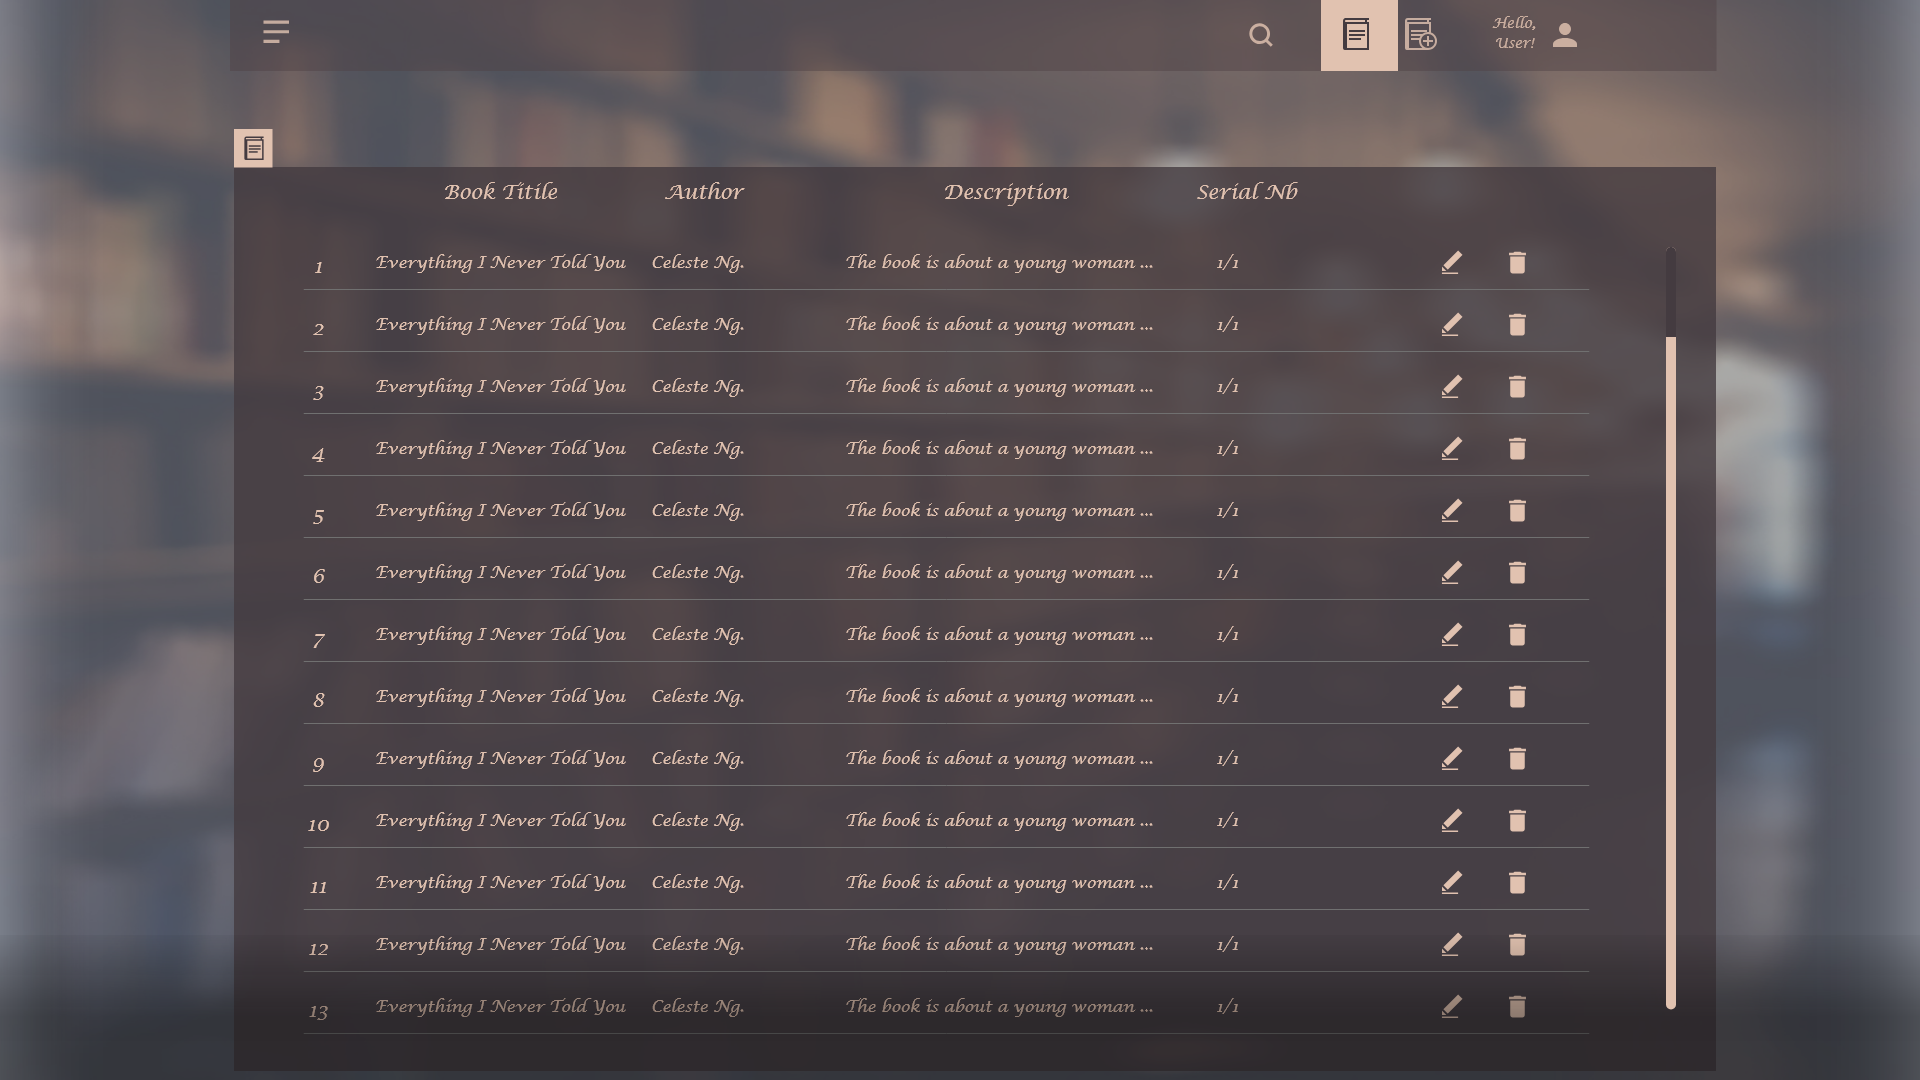 Hello,
User!
Book Titile Author Description Serial Nb
1 Everything I Never Told You Celeste Ng. The book is about a young woman ... 1/1
2 Everything I Never Told You Celeste Ng. The book is about a young woman ... 1/1
3 Everything I Never Told You Celeste Ng. The book is about a young woman ... 1/1
4 Everything I Never Told You Celeste Ng. The book is about a young woman ... 1/1
5 Everything I Never Told You Celeste Ng. The book is about a young woman ... 1/1
6 Everything I Never Told You Celeste Ng. The book is about a young woman ... 1/1
7 Everything I Never Told You Celeste Ng. The book is about a young woman ... 1/1
8 Everything I Never Told You Celeste Ng. The book is about a young woman ... 1/1
9 Everything I Never Told You Celeste Ng. The book is about a young woman ... 1/1
10 Everything I Never Told You Celeste Ng. The book is about a young woman ... 1/1
11 Everything I Never Told You Celeste Ng. The book is about a young woman ... 1/1
12 Everything I Never Told You Celeste Ng. The book is about a young woman ... 1/1
13 Everything I Never Told You Celeste Ng. The book is about a young woman ... 1/1